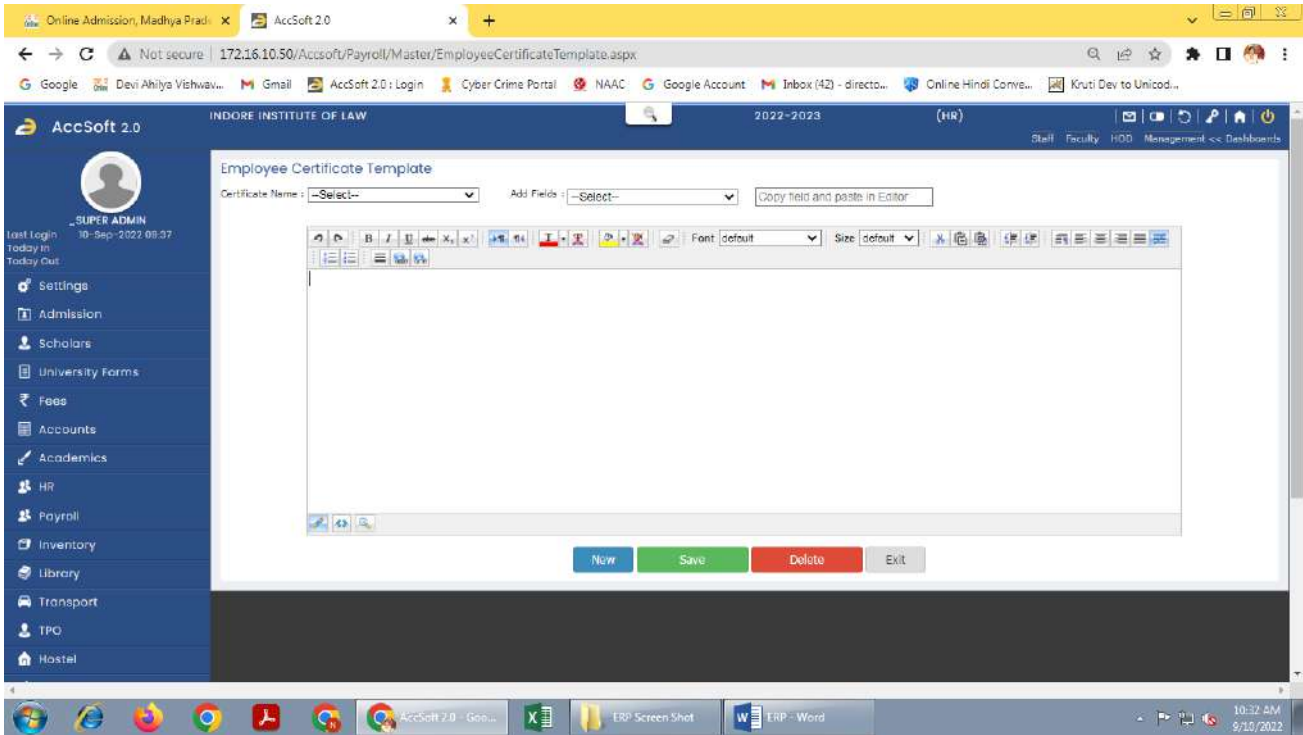 Online Admission, Madhya Prad
AccSoft 2.0
Not secure | 172.16.10.50/Accsoft/Payroll/Master/EmployeeCertificateTemplate.aspx
Google Devi Ahilya Vishwav... Gmail AccSoft 2.0 : Login Cyber Crime Portal NAAC Google Account Inbox (42) - directo... Online Hindi Conve... Kruti Dev to Unicod...
AccSoft 2.0
INDORE INSTITUTE OF LAW 2022-2023 (HR)
Staff Faculty HOD Management << Dashboards
_SUPER ADMIN
Last Login 10-Sep-2022 09:37
Today In
Today Out
Settings
Admission
Scholars
University Forms
Fees
Accounts
Academics
HR
Payroll
Inventory
Library
Transport
TPO
Hostel
Employee Certificate Template
Certificate Name : --Select-- Add Fields : --Select-- Copy field and paste in Editor
Font default Size default
New Save Delete Exit
AccSoft 2.0 - Goo... ERP Screen Shot ERP - Word
10:32 AM
9/10/2022